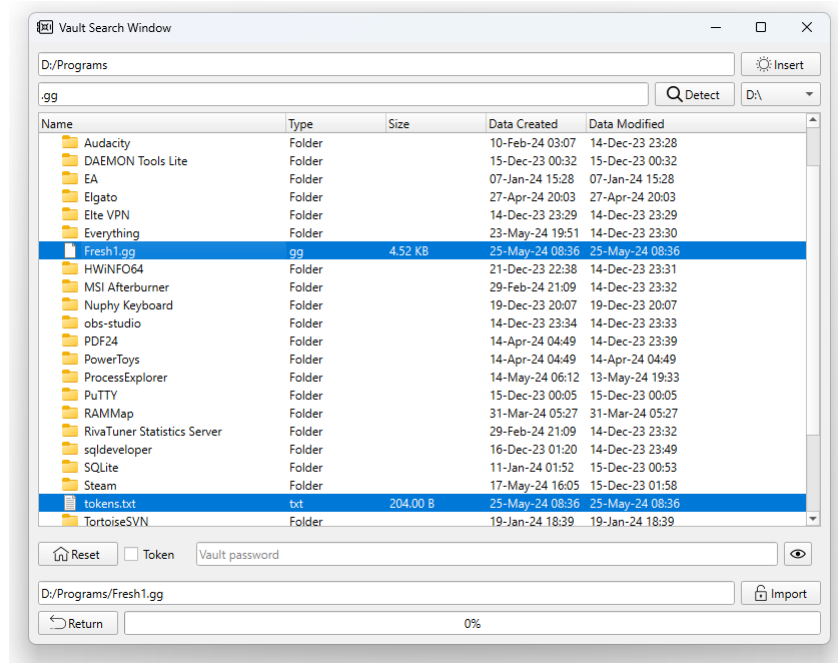 Vault Search Window
D:/Programs Insert
.gg Detect D:\
Name Type Size Data Created Data Modified
Audacity Folder 10-Feb-24 03:07 14-Dec-23 23:28
DAEMON Tools Lite Folder 15-Dec-23 00:32 15-Dec-23 00:32
EA Folder 07-Jan-24 15:28 07-Jan-24 15:28
Elgato Folder 27-Apr-24 20:03 27-Apr-24 20:03
Elte VPN Folder 14-Dec-23 23:29 14-Dec-23 23:29
Everything Folder 23-May-24 19:51 14-Dec-23 23:30
Fresh1.gg gg 4.52 KB 25-May-24 08:36 25-May-24 08:36
HWiNFO64 Folder 21-Dec-23 22:38 14-Dec-23 23:31
MSI Afterburner Folder 29-Feb-24 21:09 14-Dec-23 23:32
Nuphy Keyboard Folder 19-Dec-23 20:07 19-Dec-23 20:07
obs-studio Folder 14-Dec-23 23:34 14-Dec-23 23:33
PDF24 Folder 14-Apr-24 04:49 14-Dec-23 23:39
PowerToys Folder 14-Apr-24 04:49 14-Apr-24 04:49
ProcessExplorer Folder 14-May-24 06:12 13-May-24 19:33
PuTTY Folder 15-Dec-23 00:05 15-Dec-23 00:05
RAMMap Folder 31-Mar-24 05:27 31-Mar-24 05:27
RivaTuner Statistics Server Folder 29-Feb-24 21:09 14-Dec-23 23:32
sqldeveloper Folder 16-Dec-23 01:20 14-Dec-23 23:49
SQLite Folder 11-Jan-24 01:52 15-Dec-23 00:53
Steam Folder 17-May-24 16:05 15-Dec-23 01:58
tokens.txt txt 204.00 B 25-May-24 08:36 25-May-24 08:36
TortoiseSVN Folder 19-Jan-24 18:39 19-Jan-24 18:39
Reset Token Vault password
D:/Programs/Fresh1.gg Import
Return 0%